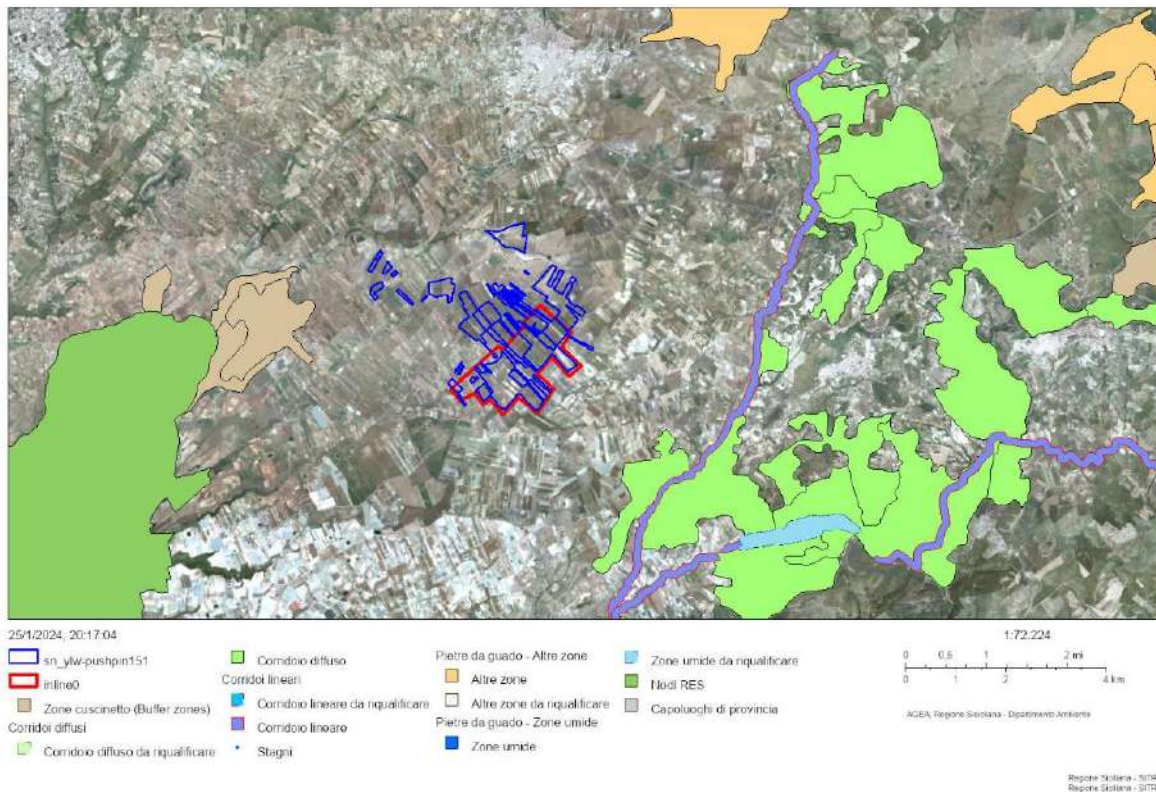 25/1/2024, 20:17:04
sn_ylw-pushpin151
inline0
Zone cuscinetto (Buffer zones)
Corridoi diffusi
Corridoio diffuso da riqualificare
Corridoio diffuso
Corridoi lineari
Corridoio lineare da riqualificare
Corridoio lineare
Stagni
Pietre da guado - Altre zone
Altre zone
Altre zone da riqualificare
Pietre da guado - Zone umide
Zone umide
Zone umide da riqualificare
Nodi RES
Capoluoghi di provincia
1:72.224
0 0,5 1 2 mi
0 1 2 4 km
AGEA, Regione Siciliana - Dipartimento Ambiente
Regione Siciliana - SITR
Regione Siciliana - SITR